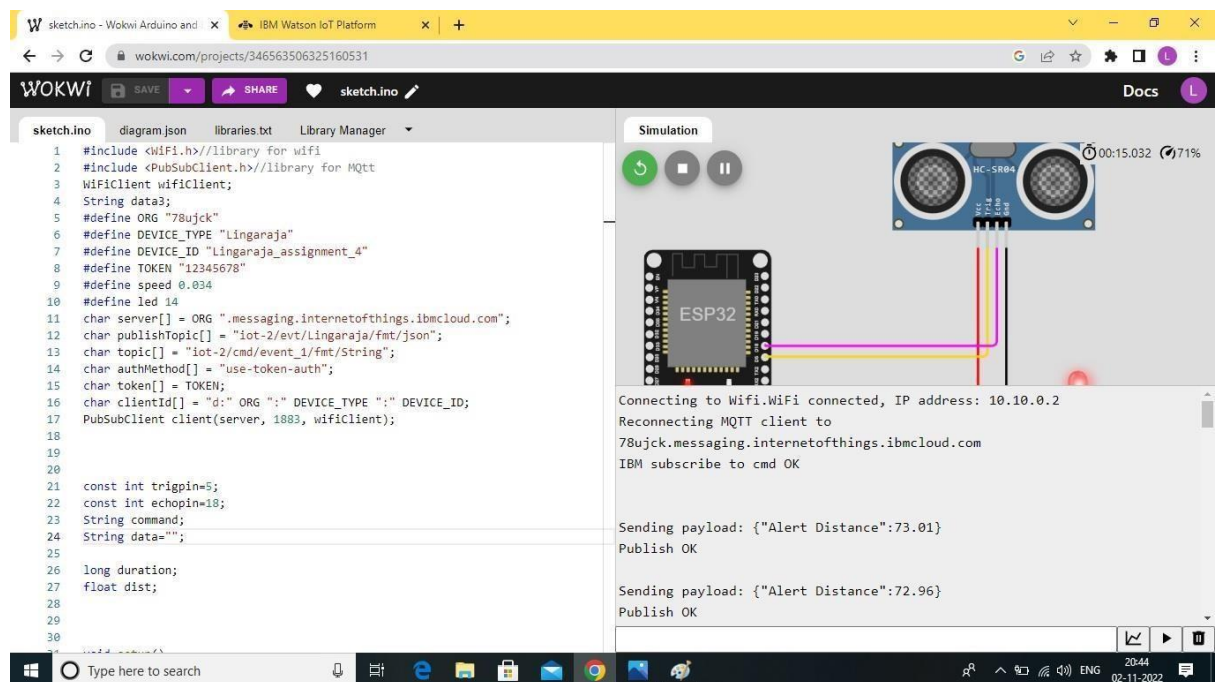 sketch.ino - Wokwi Arduino and
IBM Watson IoT Platform
wokwi.com/projects/346563506325160531
WOKWi
SAVE
SHARE
sketch.ino
Docs
L
sketch.ino
diagram.json
libraries.txt
Library Manager
1 #include <WiFi.h>//library for wifi
2 #include <PubSubClient.h>//library for MQtt
3 WiFiClient wifiClient;
4 String data3;
5 #define ORG "78ujck"
6 #define DEVICE_TYPE "Lingaraja"
7 #define DEVICE_ID "Lingaraja_assignment_4"
8 #define TOKEN "12345678"
9 #define speed 0.034
10 #define led 14
11 char server[] = ORG ".messaging.internetofthings.ibmcloud.com";
12 char publishTopic[] = "iot-2/evt/Lingaraja/fmt/json";
13 char topic[] = "iot-2/cmd/event_1/fmt/String";
14 char authMethod[] = "use-token-auth";
15 char token[] = TOKEN;
16 char clientId[] = "d:" ORG ":" DEVICE_TYPE ":" DEVICE_ID;
17 PubSubClient client(server, 1883, wifiClient);
18
19
20
21 const int trigpin=5;
22 const int echopin=18;
23 String command;
24 String data="";
25
26 long duration;
27 float dist;
28
29
30
Simulation
00:15.032
71%
HC-SR04
Vcc
Trig
Echo
Gnd
ESP32
Connecting to Wifi.WiFi connected, IP address: 10.10.0.2
Reconnecting MQTT client to
78ujck.messaging.internetofthings.ibmcloud.com
IBM subscribe to cmd OK
Sending payload: {"Alert Distance":73.01}
Publish OK
Sending payload: {"Alert Distance":72.96}
Publish OK
Type here to search
ENG
20:44
02-11-2022